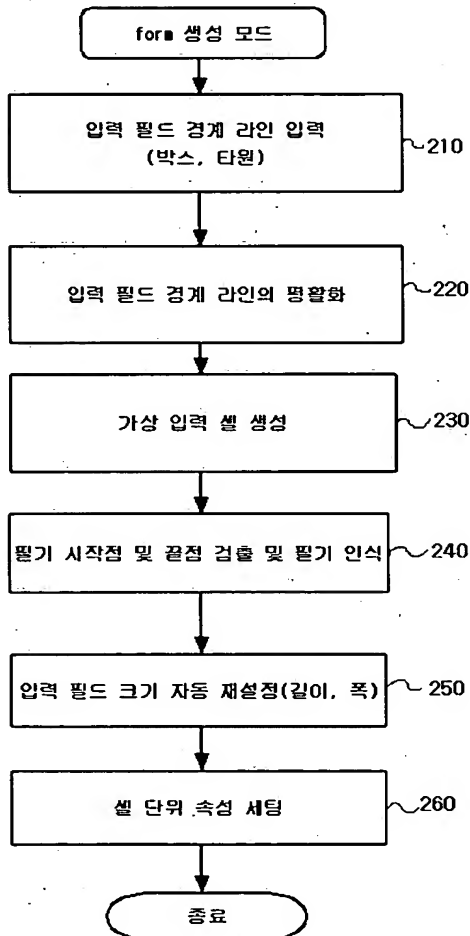 form 생성 모드
입력 필드 경계 라인 입력
(박스, 타원)
210
입력 필드 경계 라인의 평활화
220
가상 입력 셀 생성
230
필기 시작점 및 끝점 검출 및 필기 인식
240
입력 필드 크기 자동 재설정(길이, 폭)
250
셀 단위 속성 세팅
260
종료